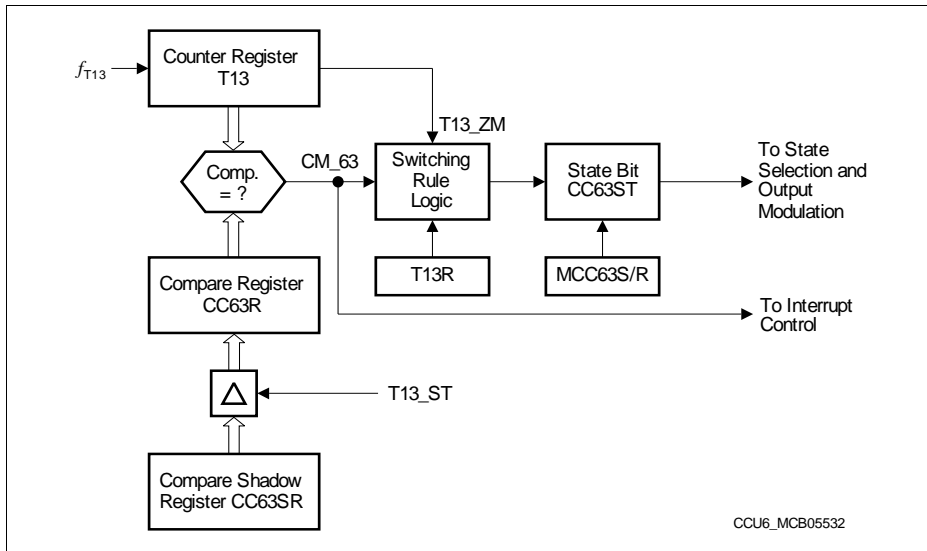 Counter Register
T13
fT13
T13_ZM
CM_63
Comp.
= ?
Switching
Rule
Logic
State Bit
CC63ST
To State
Selection and
Output
Modulation
T13R
MCC63S/R
Compare Register
CC63R
To Interrupt
Control
T13_ST
Compare Shadow
Register CC63SR
CCU6_MCB05532